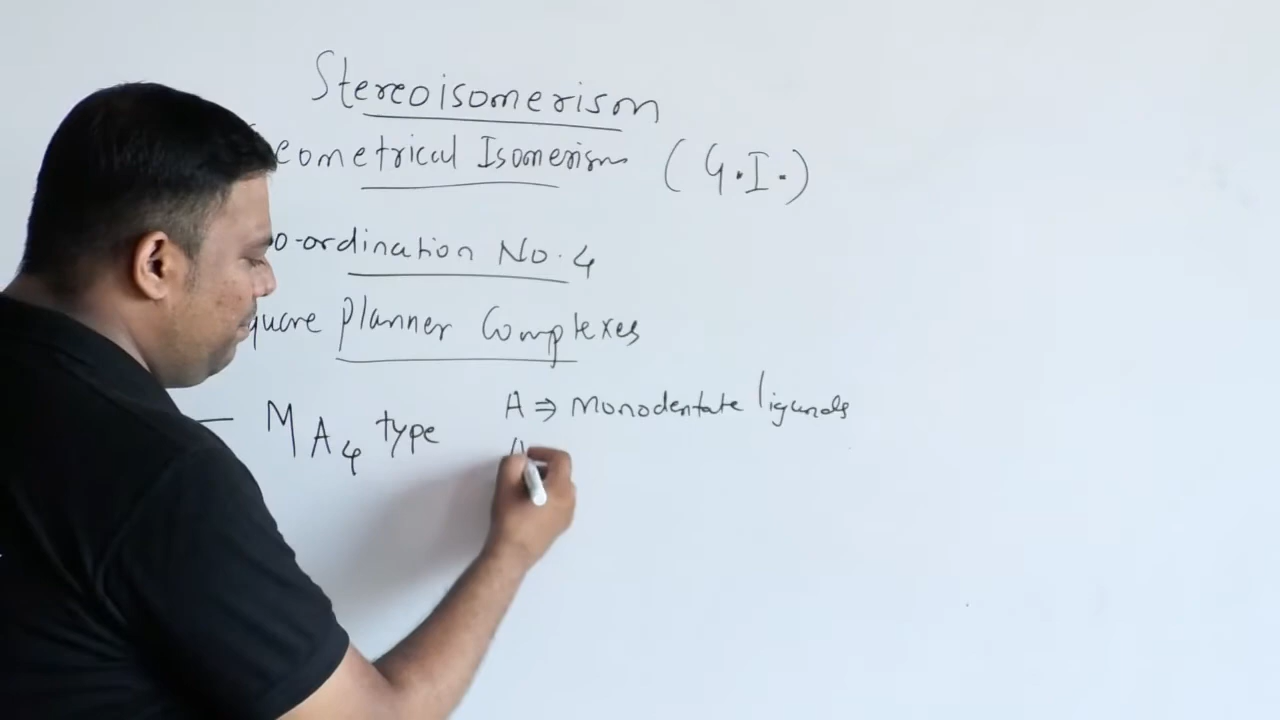 Stereoisomerism
eometrical Isomerism (G.I.)
o-ordination No. 4
quare Planner Complexes
— MA4 type
A ⇒ Monodentate ligands